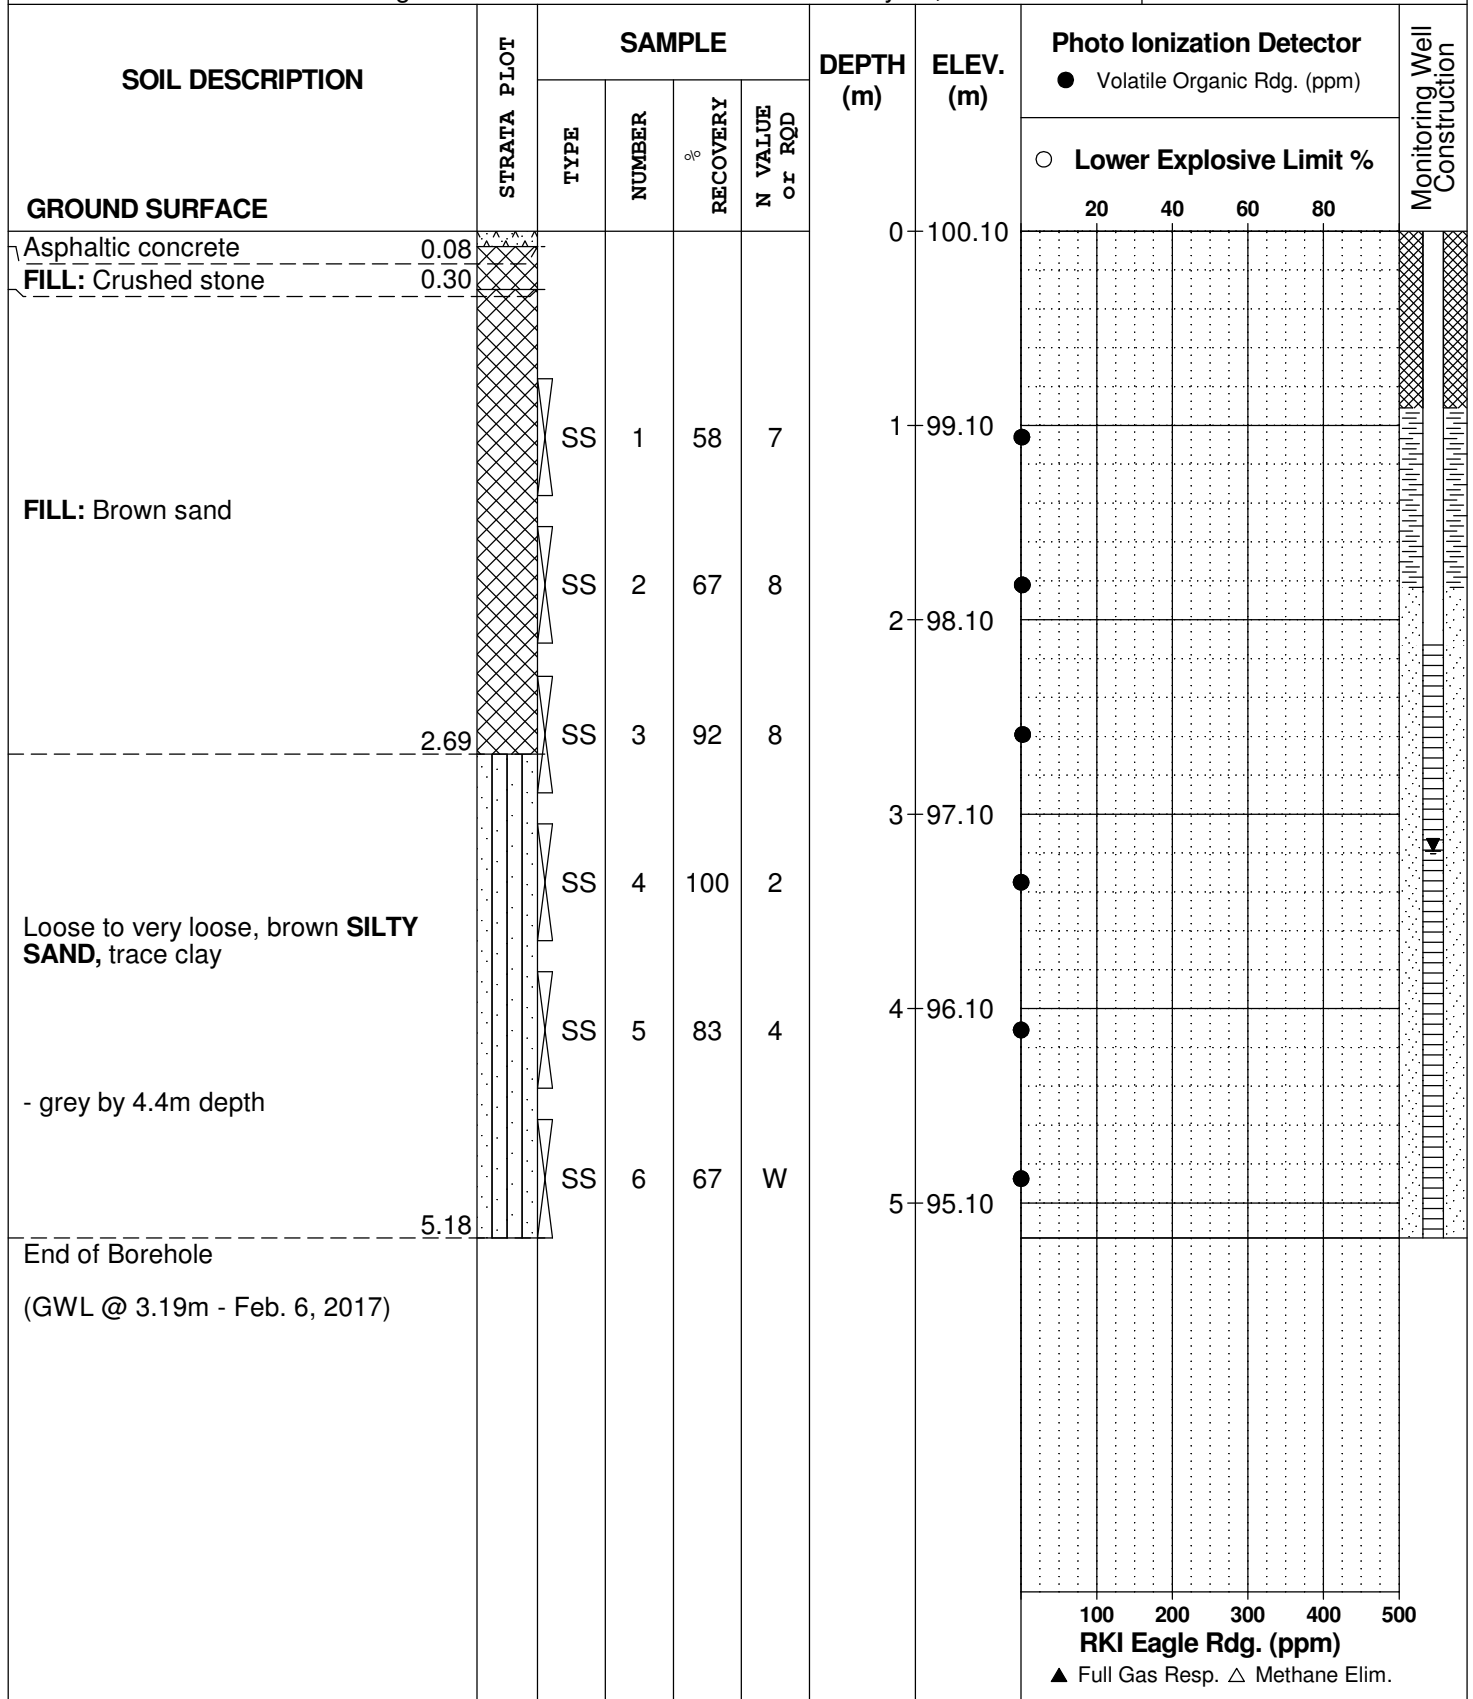 SOIL DESCRIPTION
GROUND SURFACE
STRATA PLOT
SAMPLE
TYPE
NUMBER
% RECOVERY
N VALUE or RQD
DEPTH (m)
ELEV. (m)
Photo Ionization Detector
● Volatile Organic Rdg. (ppm)
○ Lower Explosive Limit %
20 40 60 80
Monitoring Well Construction
0 100.10
Asphaltic concrete 0.08
FILL: Crushed stone 0.30
1 99.10
SS 1 58 7
FILL: Brown sand
SS 2 67 8
2 98.10
SS 3 92 8
2.69
3 97.10
SS 4 100 2
Loose to very loose, brown SILTY
SAND, trace clay
4 96.10
SS 5 83 4
- grey by 4.4m depth
SS 6 67 W
5 95.10
5.18
End of Borehole
(GWL @ 3.19m - Feb. 6, 2017)
100 200 300 400 500
RKI Eagle Rdg. (ppm)
▲ Full Gas Resp. △ Methane Elim.